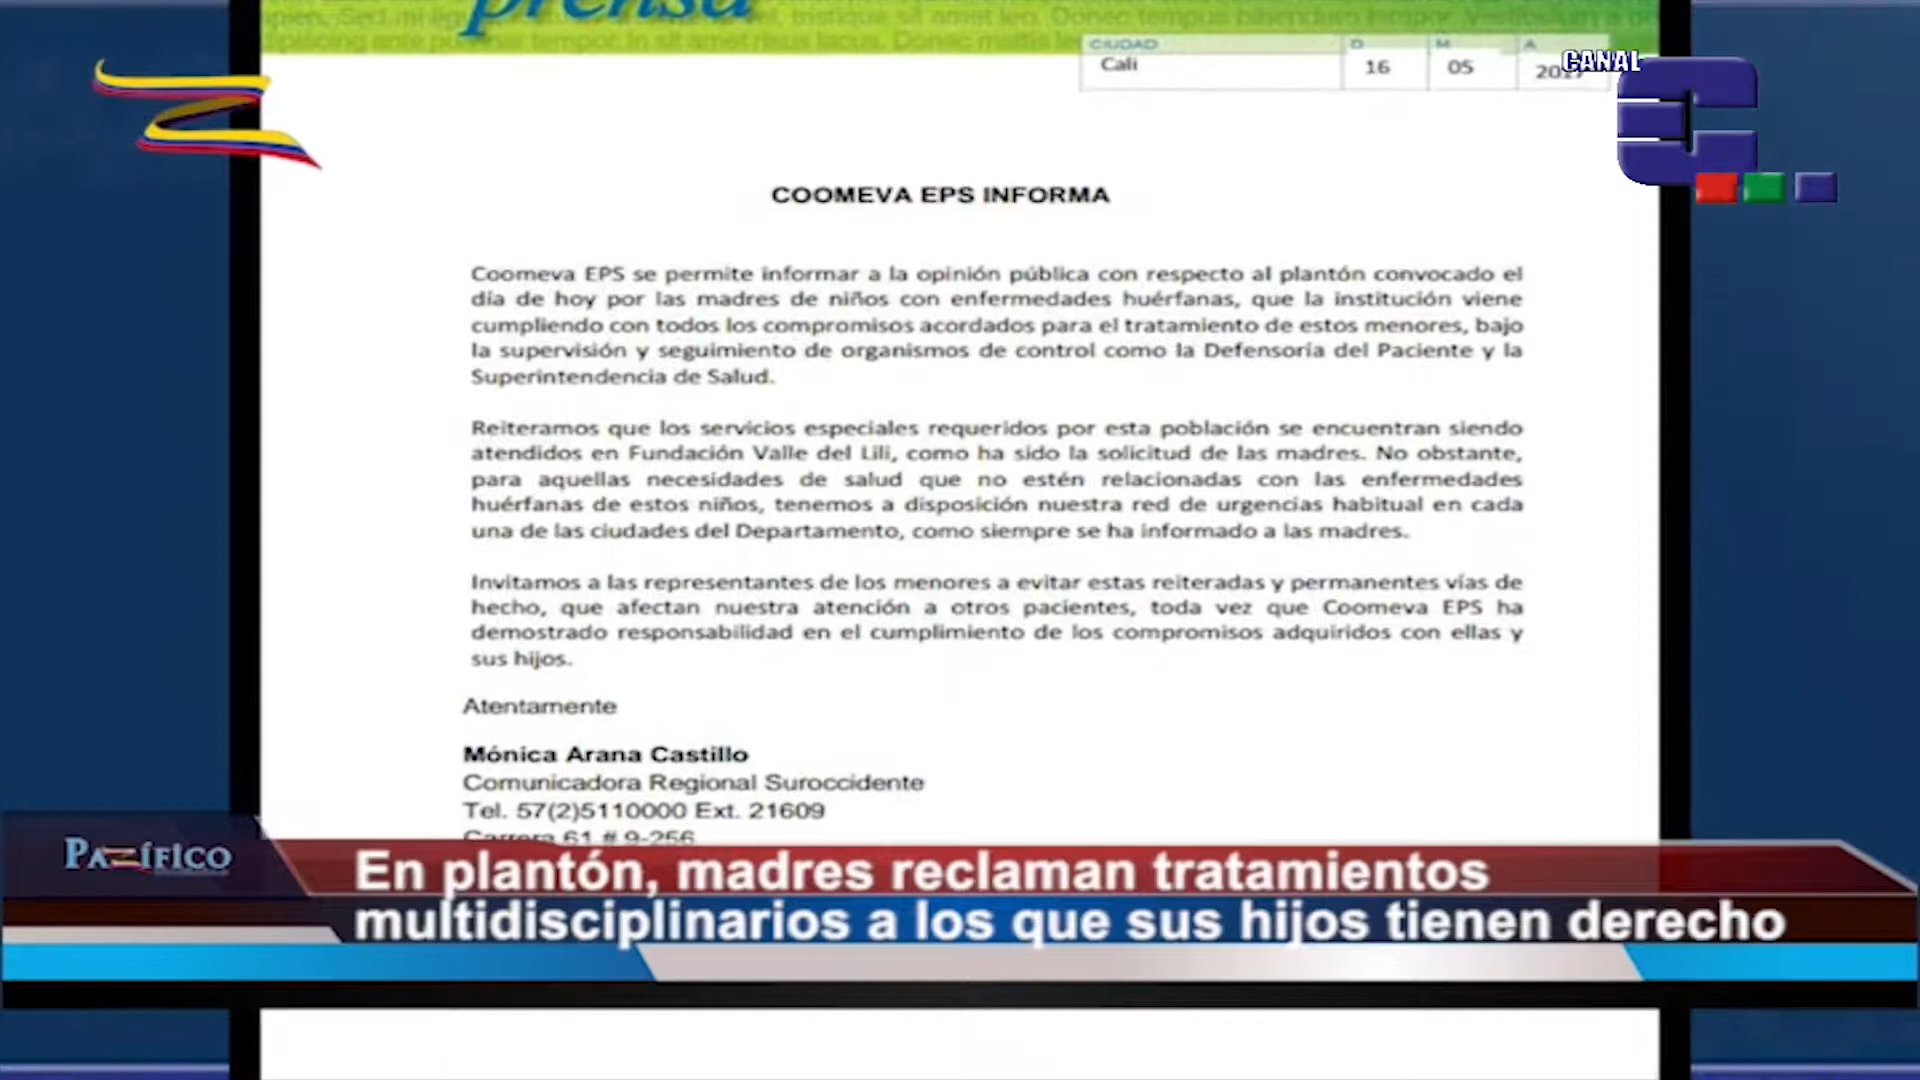 prensa
CIUDAD D M A
Cali 16 05 2017
CANAL
COOMEVA EPS INFORMA
Coomeva EPS se permite informar a la opinión pública con respecto al plantón convocado el
día de hoy por las madres de niños con enfermedades huérfanas, que la institución viene
cumpliendo con todos los compromisos acordados para el tratamiento de estos menores, bajo
la supervisión y seguimiento de organismos de control como la Defensoría del Paciente y la
Superintendencia de Salud.
Reiteramos que los servicios especiales requeridos por esta población se encuentran siendo
atendidos en Fundación Valle del Lili, como ha sido la solicitud de las madres. No obstante,
para aquellas necesidades de salud que no estén relacionadas con las enfermedades
huérfanas de estos niños, tenemos a disposición nuestra red de urgencias habitual en cada
una de las ciudades del Departamento, como siempre se ha informado a las madres.
Invitamos a las representantes de los menores a evitar estas reiteradas y permanentes vías de
hecho, que afectan nuestra atención a otros pacientes, toda vez que Coomeva EPS ha
demostrado responsabilidad en el cumplimiento de los compromisos adquiridos con ellas y
sus hijos.
Atentamente
Mónica Arana Castillo
Comunicadora Regional Suroccidente
Tel. 57(2)5110000 Ext. 21609
Carrera 61 # 9-256
PAZÍFICO
En plantón, madres reclaman tratamientos
multidisciplinarios a los que sus hijos tienen derecho